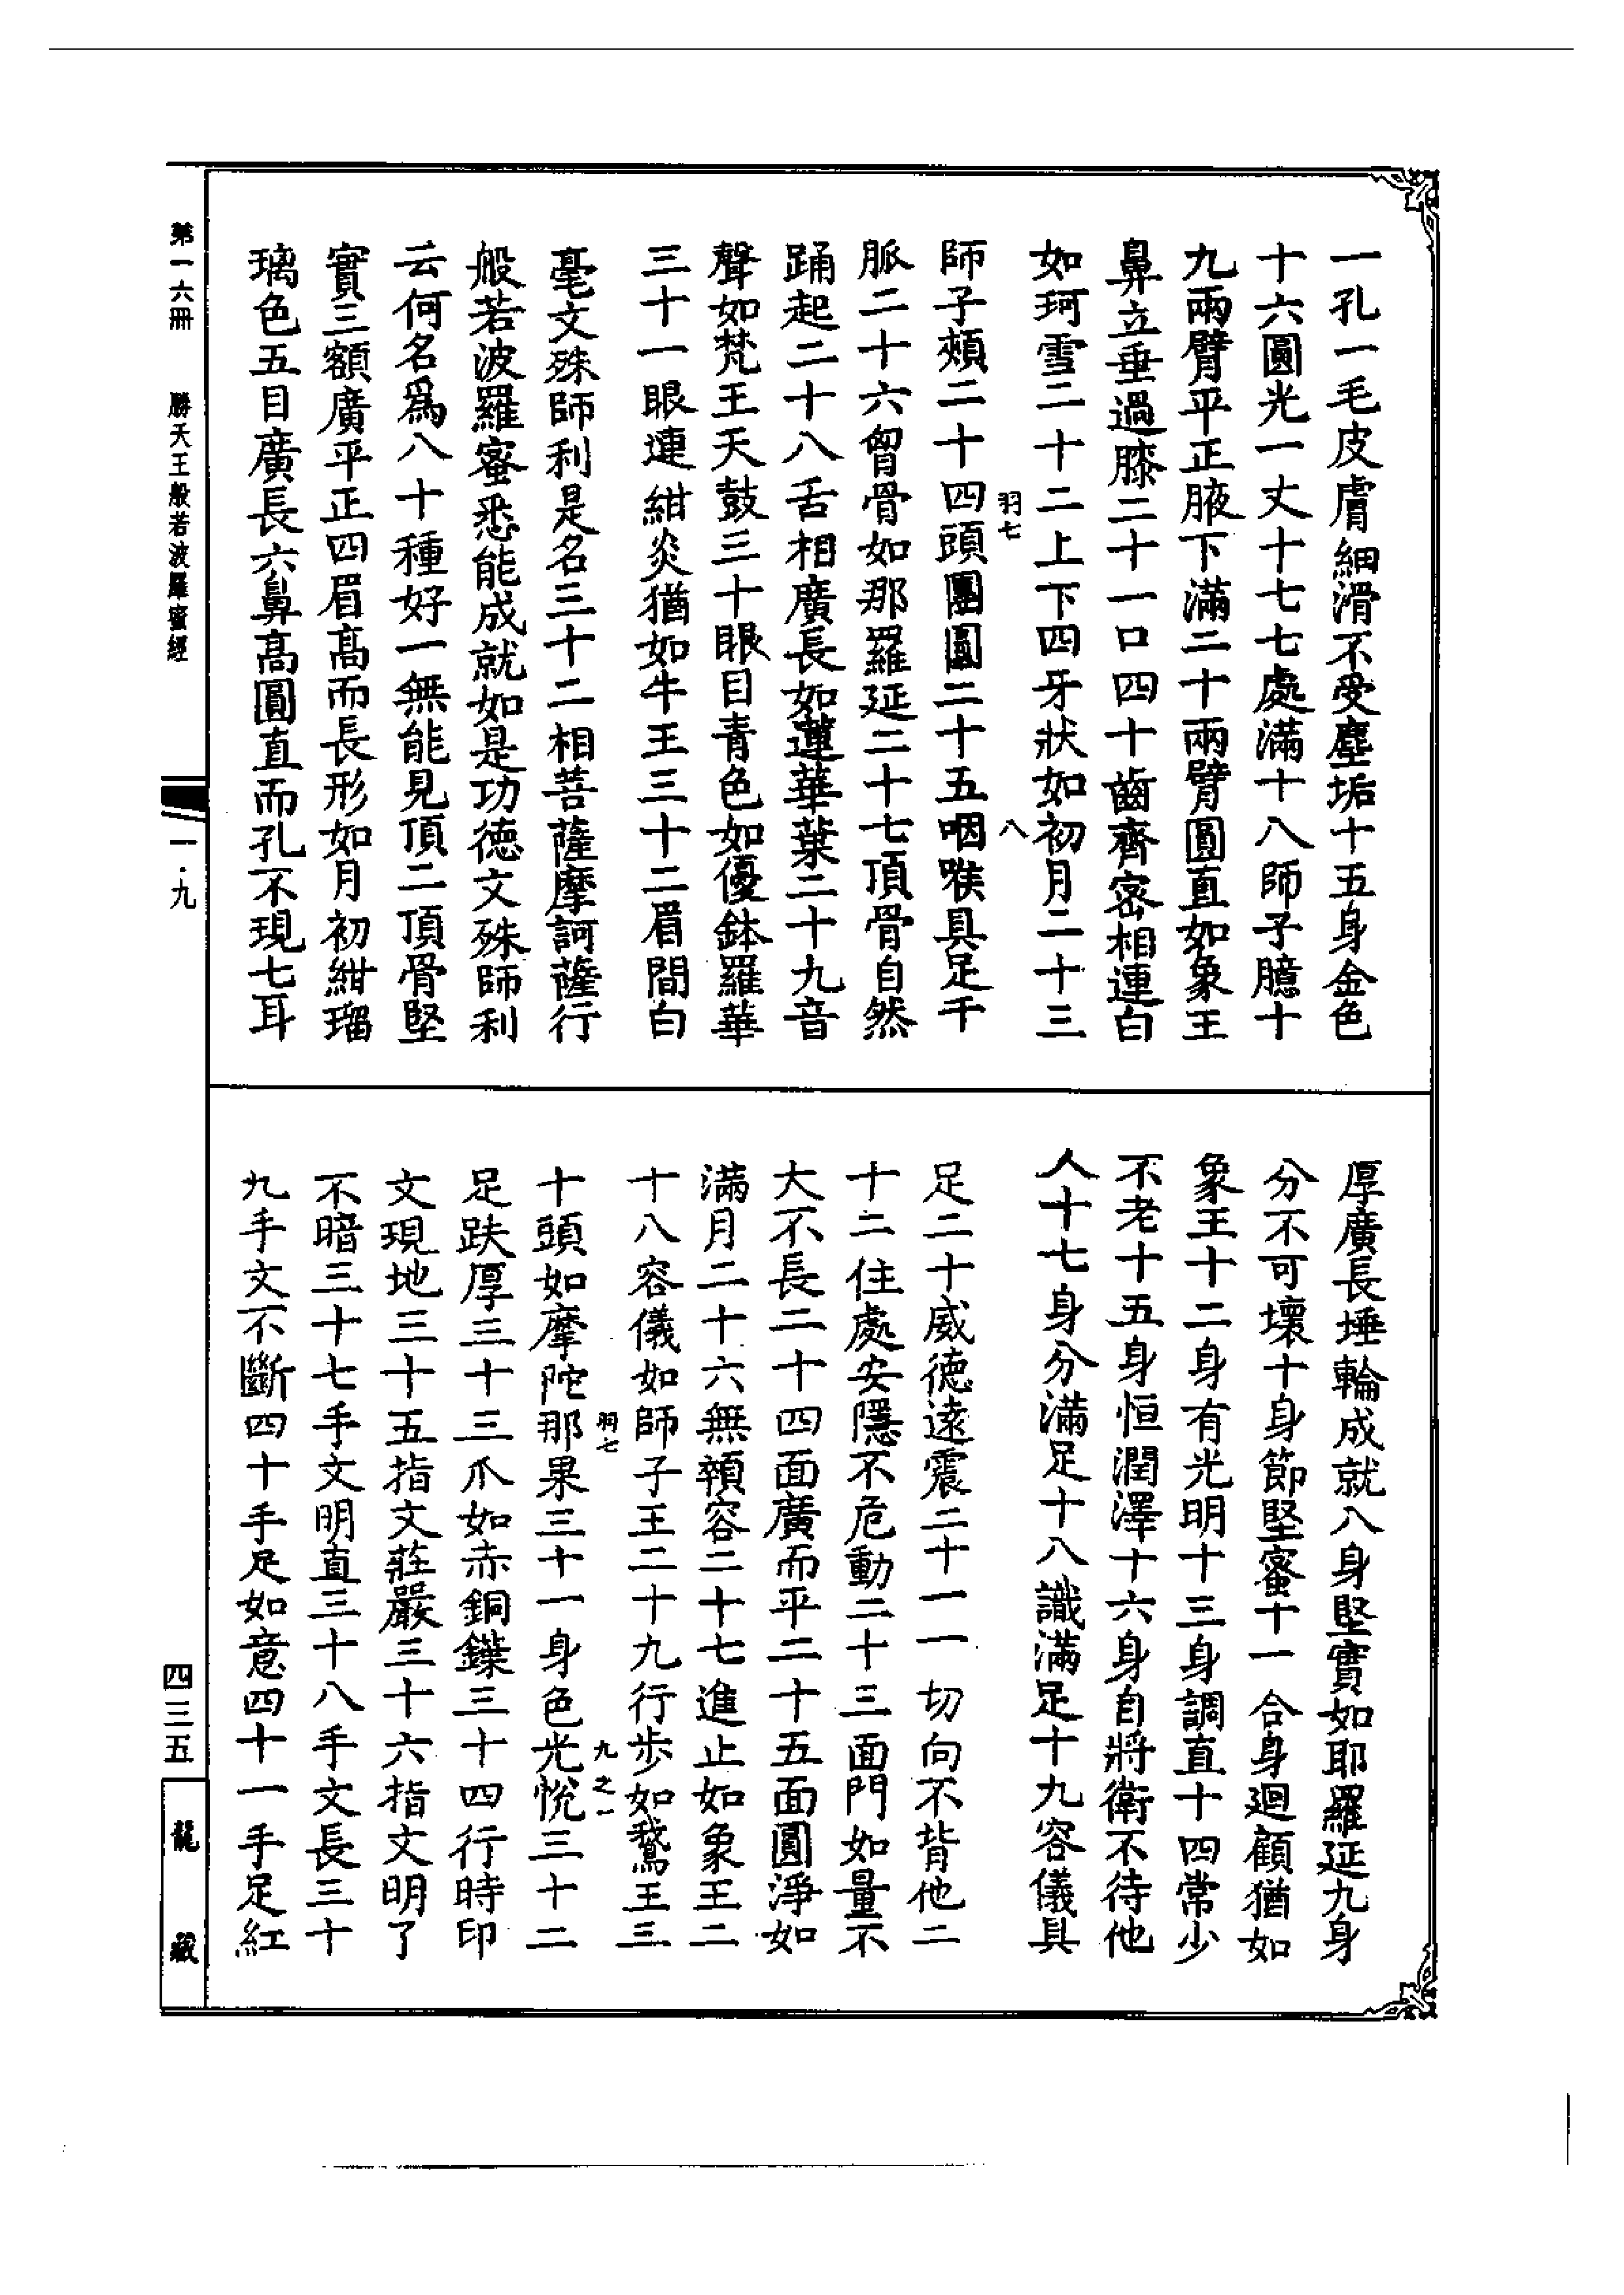 一孔一毛皮膚細滑不受塵垢十五身金色
十六圓光一丈十七七處滿十八師子臆十
九兩臂平正腋下滿二十兩臂圓直如象王
鼻立垂過膝二十一口四十齒齊密相連白
如珂雪二十二上下四牙狀如初月二十三
羽七 八
師子頰二十四頭團圓二十五咽喉具足千
脈二十六胷骨如那羅延二十七頂骨自然
踊起二十八舌相廣長如蓮華葉二十九音
聲如梵王天鼓三十眼目青色如優鉢羅華
三十一眼連紺炎猶如牛王三十二眉間白
毫文殊師利是名三十二相菩薩摩訶薩行
般若波羅蜜悉能成就如是功德文殊師利
云何名爲八十種好一無能見頂二頂骨堅
實三額廣平正四眉高而長形如月初紺瑠
璃色五目廣長六鼻高圓直而孔不現七耳
厚廣長埵輪成就八身堅實如耶羅延九身
分不可壞十身節堅蜜十一合身迴顧猶如
象王十二身有光明十三身調直十四常少
不老十五身恒潤澤十六身自將衛不待他
人十七身分滿足十八識滿足十九容儀具
足二十威德遠震二十一一切向不背他二
十二住處安隱不危動二十三面門如量不
大不長二十四面廣而平二十五面圓淨如
滿月二十六無顇容二十七進止如象王二
十八容儀如師子王二十九行步如鵞王三
羽七 九之一
十頭如摩陀那果三十一身色光悅三十二
足趺厚三十三爪如赤銅鍱三十四行時印
文現地三十五指文莊嚴三十六指文明了
不暗三十七手文明直三十八手文長三十
九手文不斷四十手足如意四十一手足紅
第一六冊 勝天王般若波羅蜜經
一·九
四三五
龍藏